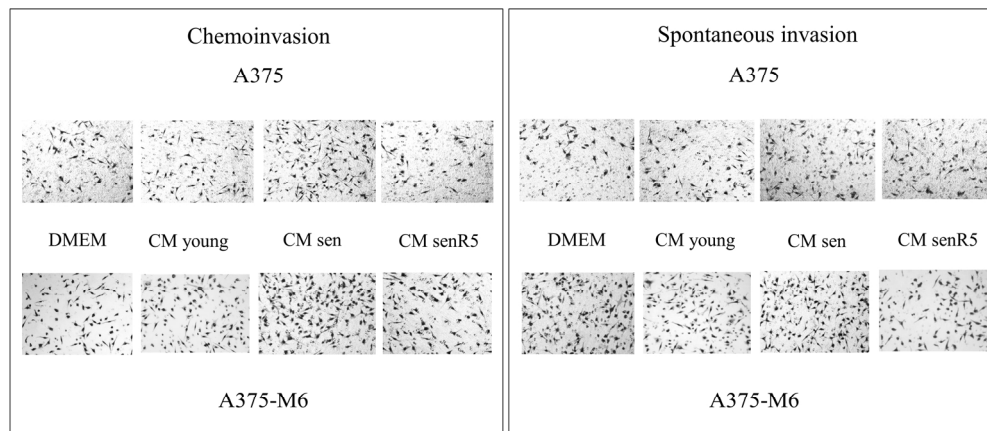 Chemoinvasion
A375
DMEM CM young CM sen CM senR5
A375-M6
Spontaneous invasion
A375
DMEM CM young CM sen CM senR5
A375-M6